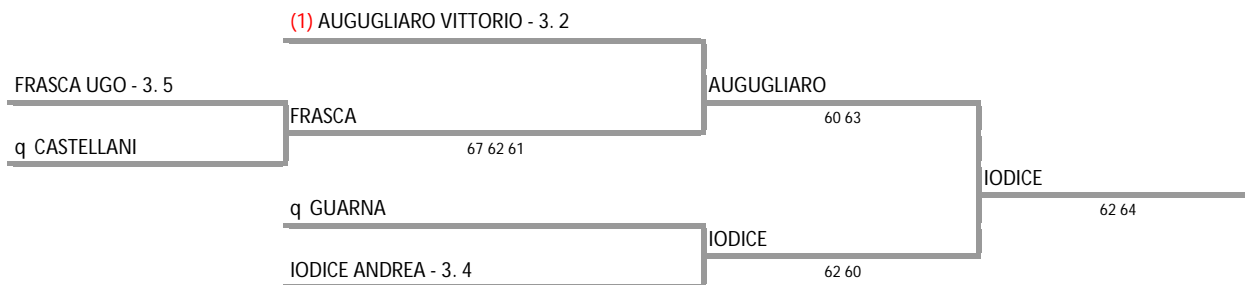 (1) AUGUGLIARO VITTORIO - 3. 2
FRASCA UGO - 3. 5
AUGUGLIARO
FRASCA
60 63
q CASTELLANI
67 62 61
IODICE
q GUARNA
62 64
IODICE
IODICE ANDREA - 3. 4
62 60